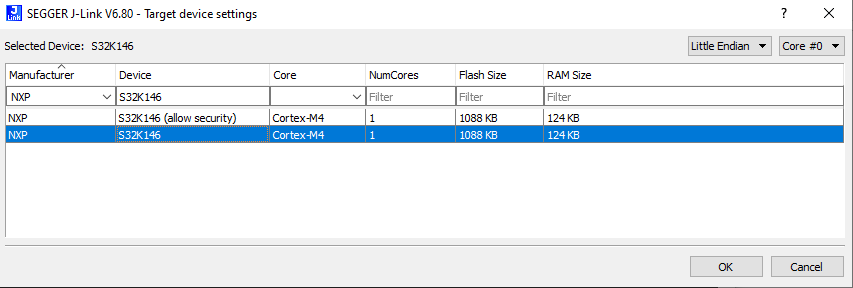 J
Link
SEGGER J-Link V6.80 - Target device settings
?
Selected Device: S32K146
Little Endian
Core #0
Manufacturer Device Core NumCores Flash Size RAM Size
NXP S32K146 Filter Filter Filter
NXP S32K146 (allow security) Cortex-M4 1 1088 KB 124 KB
NXP S32K146 Cortex-M4 1 1088 KB 124 KB
OK Cancel